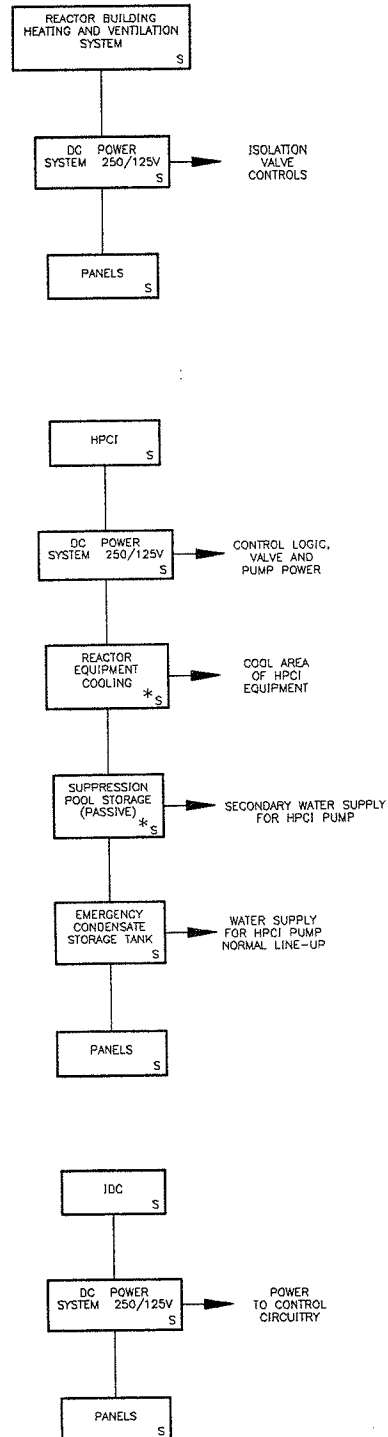 REACTOR BUILDING
HEATING AND VENTILATION
SYSTEM
S
DC POWER
SYSTEM 250/125V
S
ISOLATION
VALVE
CONTROLS
PANELS
S
HPCI
S
DC POWER
SYSTEM 250/125V
S
CONTROL LOGIC,
VALVE AND
PUMP POWER
REACTOR
EQUIPMENT
COOLING
*S
COOL AREA
OF HPCI
EQUIPMENT
SUPPRESSION
POOL STORAGE
(PASSIVE)
*S
SECONDARY WATER SUPPLY
FOR HPCI PUMP
EMERGENCY
CONDENSATE
STORAGE TANK
S
WATER SUPPLY
FOR HPCI PUMP
NORMAL LINE-UP
PANELS
S
IDC
S
DC POWER
SYSTEM 250/125V
S
POWER
TO CONTROL
CIRCUITRY
PANELS
S